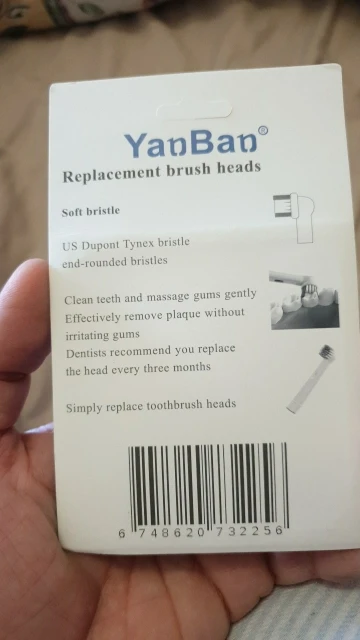 YanBan®
Replacement brush heads
Soft bristle
US Dupont Tynex bristle
end-rounded bristles
Clean teeth and massage gums gently
Effectively remove plaque without
irritating gums
Dentists recommend you replace
the head every three months
Simply replace toothbrush heads
6 748620 732256